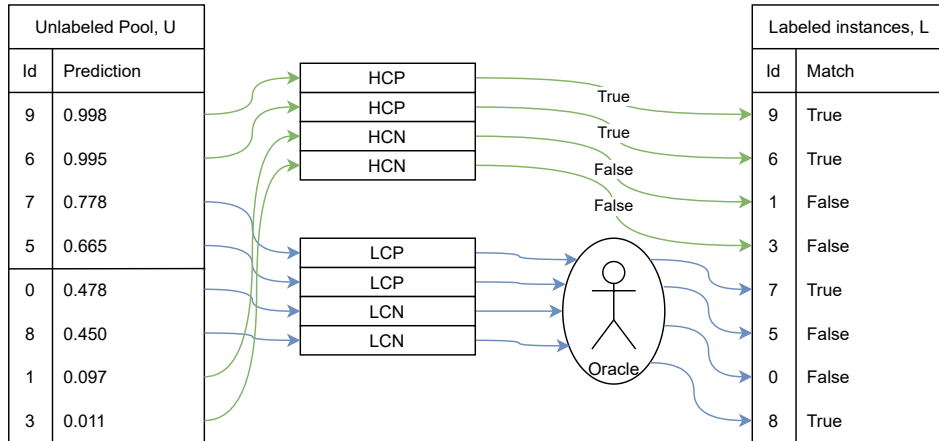 Unlabeled Pool, U
Id Prediction
9 0.998
6 0.995
7 0.778
5 0.665
0 0.478
8 0.450
1 0.097
3 0.011
HCP
HCP
HCN
HCN
LCP
LCP
LCN
LCN
True
True
False
False
Oracle
Labeled instances, L
Id Match
9 True
6 True
1 False
3 False
7 True
5 False
0 False
8 True